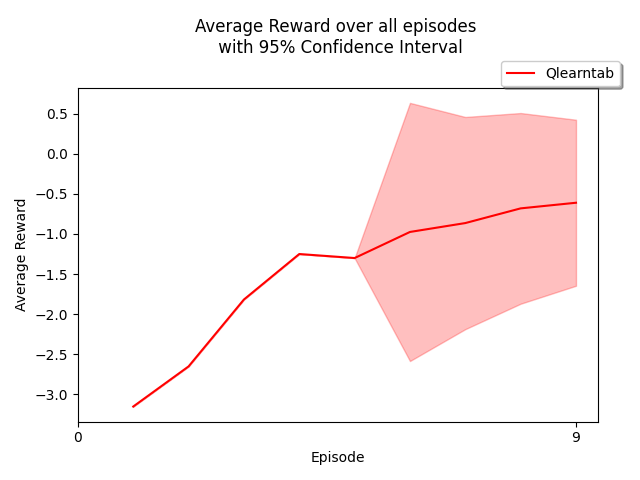 Average Reward over all episodes
with 95% Confidence Interval
Qlearntab
Average Reward
0.5
0.0
−0.5
−1.0
−1.5
−2.0
−2.5
−3.0
0
9
Episode